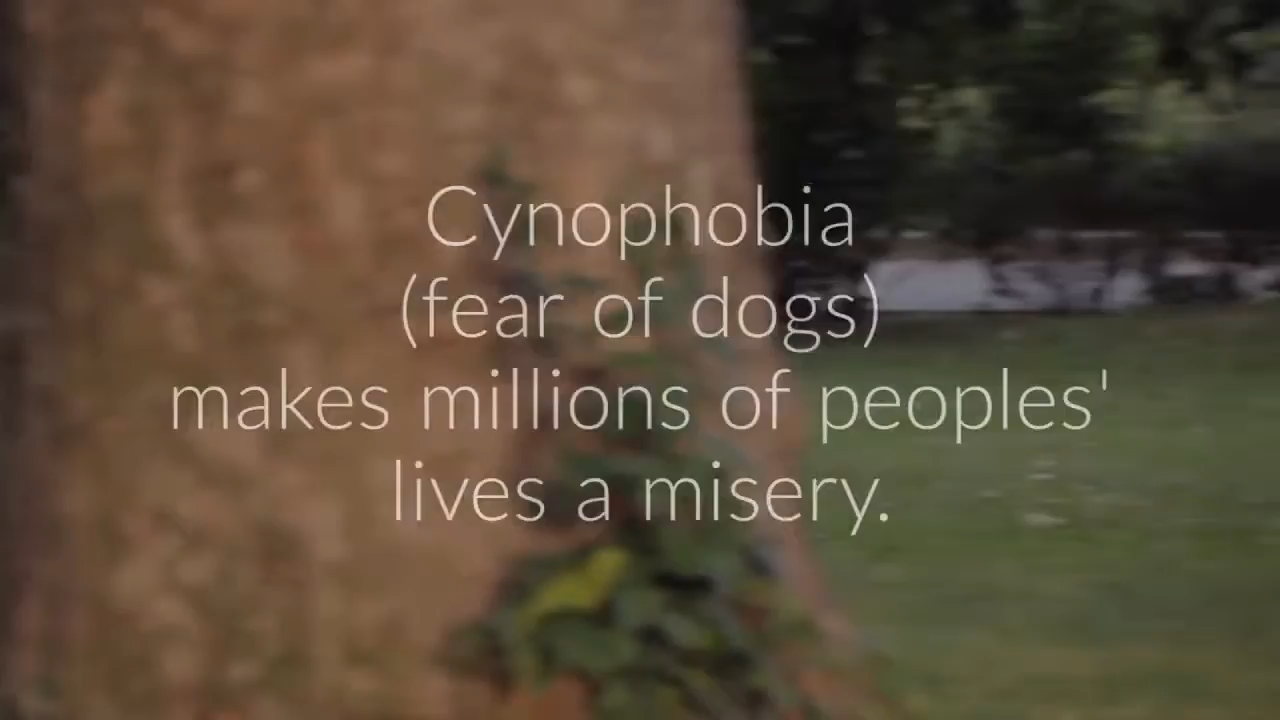 Cynophobia
(fear of dogs)
makes millions of peoples'
lives a misery.